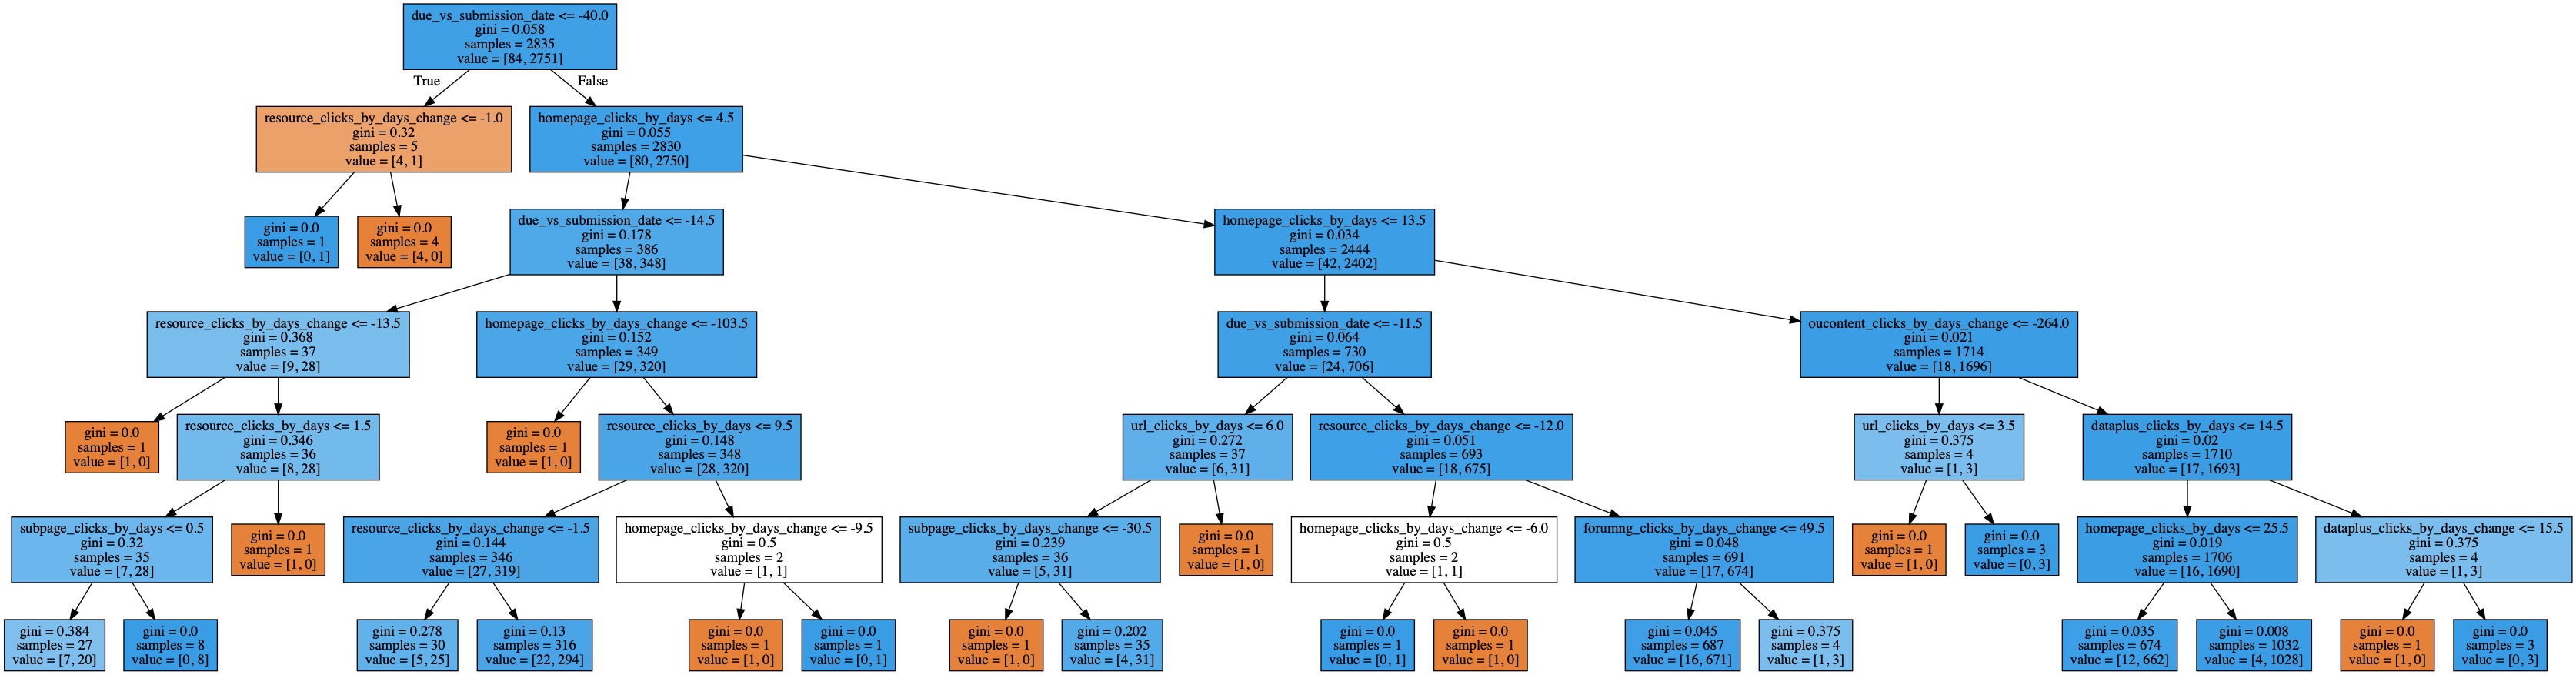 due_vs_submission_date <= -40.0
gini = 0.058
samples = 2835
value = [84, 2751]
True
False
resource_clicks_by_days_change <= -1.0
gini = 0.32
samples = 5
value = [4, 1]
homepage_clicks_by_days <= 4.5
gini = 0.055
samples = 2830
value = [80, 2750]
gini = 0.0
samples = 1
value = [0, 1]
gini = 0.0
samples = 4
value = [4, 0]
due_vs_submission_date <= -14.5
gini = 0.178
samples = 386
value = [38, 348]
homepage_clicks_by_days <= 13.5
gini = 0.034
samples = 2444
value = [42, 2402]
resource_clicks_by_days_change <= -13.5
gini = 0.368
samples = 37
value = [9, 28]
homepage_clicks_by_days_change <= -103.5
gini = 0.152
samples = 349
value = [29, 320]
due_vs_submission_date <= -11.5
gini = 0.064
samples = 730
value = [24, 706]
oucontent_clicks_by_days_change <= -264.0
gini = 0.021
samples = 1714
value = [18, 1696]
gini = 0.0
samples = 1
value = [1, 0]
resource_clicks_by_days <= 1.5
gini = 0.346
samples = 36
value = [8, 28]
gini = 0.0
samples = 1
value = [1, 0]
resource_clicks_by_days <= 9.5
gini = 0.148
samples = 348
value = [28, 320]
url_clicks_by_days <= 6.0
gini = 0.272
samples = 37
value = [6, 31]
resource_clicks_by_days_change <= -12.0
gini = 0.051
samples = 693
value = [18, 675]
url_clicks_by_days <= 3.5
gini = 0.375
samples = 4
value = [1, 3]
dataplus_clicks_by_days <= 14.5
gini = 0.02
samples = 1710
value = [17, 1693]
subpage_clicks_by_days <= 0.5
gini = 0.32
samples = 35
value = [7, 28]
gini = 0.0
samples = 1
value = [1, 0]
resource_clicks_by_days_change <= -1.5
gini = 0.144
samples = 346
value = [27, 319]
homepage_clicks_by_days_change <= -9.5
gini = 0.5
samples = 2
value = [1, 1]
subpage_clicks_by_days_change <= -30.5
gini = 0.239
samples = 36
value = [5, 31]
gini = 0.0
samples = 1
value = [1, 0]
homepage_clicks_by_days_change <= -6.0
gini = 0.5
samples = 2
value = [1, 1]
forumng_clicks_by_days_change <= 49.5
gini = 0.048
samples = 691
value = [17, 674]
gini = 0.0
samples = 1
value = [1, 0]
gini = 0.0
samples = 3
value = [0, 3]
homepage_clicks_by_days <= 25.5
gini = 0.019
samples = 1706
value = [16, 1690]
dataplus_clicks_by_days_change <= 15.5
gini = 0.375
samples = 4
value = [1, 3]
gini = 0.384
samples = 27
value = [7, 20]
gini = 0.0
samples = 8
value = [0, 8]
gini = 0.278
samples = 30
value = [5, 25]
gini = 0.13
samples = 316
value = [22, 294]
gini = 0.0
samples = 1
value = [1, 0]
gini = 0.0
samples = 1
value = [0, 1]
gini = 0.0
samples = 1
value = [1, 0]
gini = 0.202
samples = 35
value = [4, 31]
gini = 0.0
samples = 1
value = [0, 1]
gini = 0.0
samples = 1
value = [1, 0]
gini = 0.045
samples = 687
value = [16, 671]
gini = 0.375
samples = 4
value = [1, 3]
gini = 0.035
samples = 674
value = [12, 662]
gini = 0.008
samples = 1032
value = [4, 1028]
gini = 0.0
samples = 1
value = [1, 0]
gini = 0.0
samples = 3
value = [0, 3]